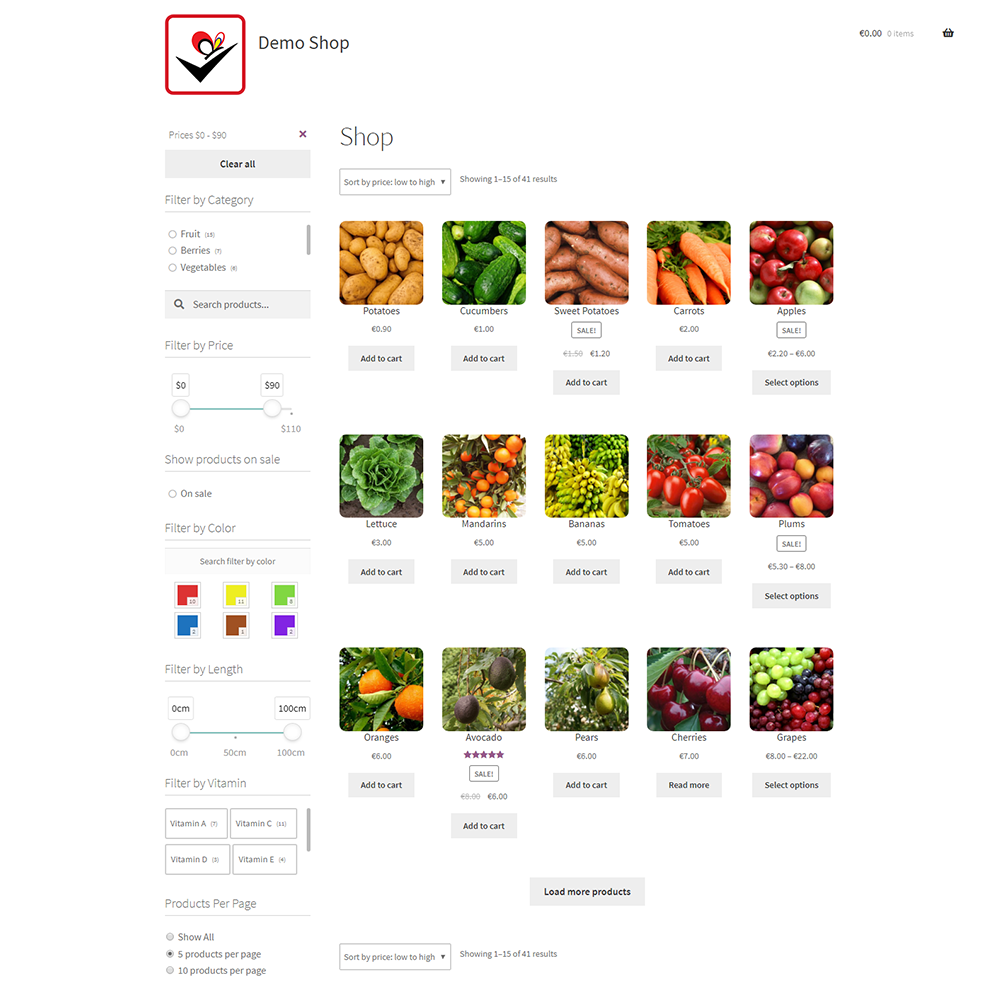 Demo Shop
€0.00 0 items
Prices $0 - $90 ×
Clear all
Filter by Category
Fruit (15)
Berries (7)
Vegetables (8)
Search products...
Filter by Price
$0 $90
$0 $110
Show products on sale
On sale
Filter by Color
Search filter by color
10 11 8
2 1 2
Filter by Length
0cm 100cm
0cm 50cm 100cm
Filter by Vitamin
Vitamin A (7) Vitamin C (11)
Vitamin D (3) Vitamin E (4)
Products Per Page
Show All
5 products per page
10 products per page
Shop
Sort by price: low to high ▼ Showing 1–15 of 41 results
Potatoes Cucumbers Sweet Potatoes Carrots Apples
€0.90 €1.00 SALE! €2.00 SALE!
€1.50 €1.20 €2.20 – €6.00
Add to cart Add to cart Add to cart Add to cart Select options
Lettuce Mandarins Bananas Tomatoes Plums
€3.00 €5.00 €5.00 €5.00 SALE!
€5.30 – €8.00
Add to cart Add to cart Add to cart Add to cart Select options
Oranges Avocado Pears Cherries Grapes
€6.00 €6.00 €7.00 €8.00 – €22.00
SALE!
€8.00 €6.00
Add to cart Add to cart Add to cart Read more Select options
Load more products
Sort by price: low to high ▼ Showing 1–15 of 41 results